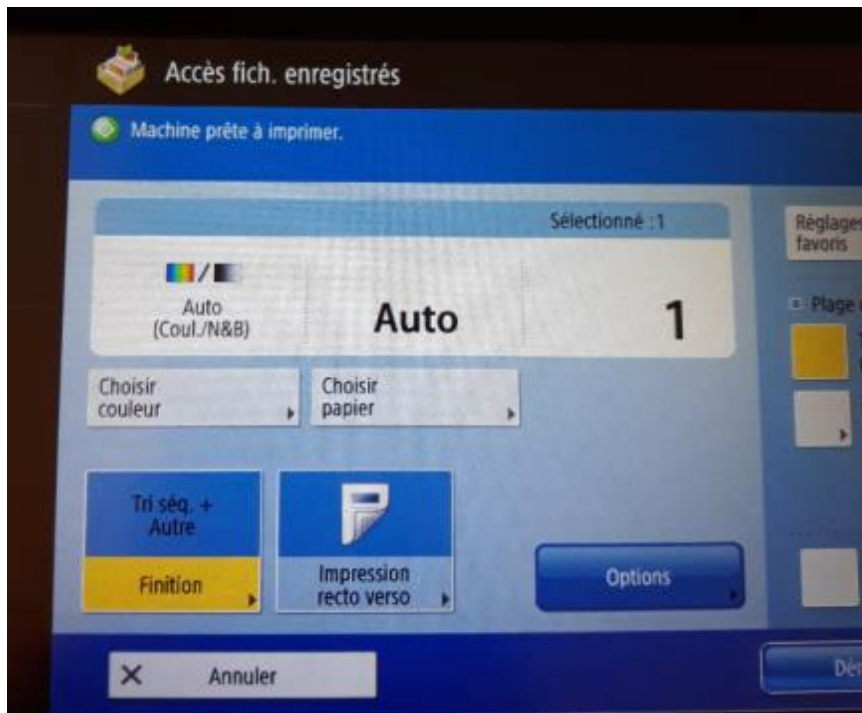 Accès fich. enregistrés
Machine prête à imprimer.
Sélectionné :1
Auto
(Coul./N&B)
Auto
1
Réglages
favoris
Plage
Choisir
couleur
Choisir
papier
Tri séq. +
Autre
Finition
Impression
recto verso
Options
Annuler